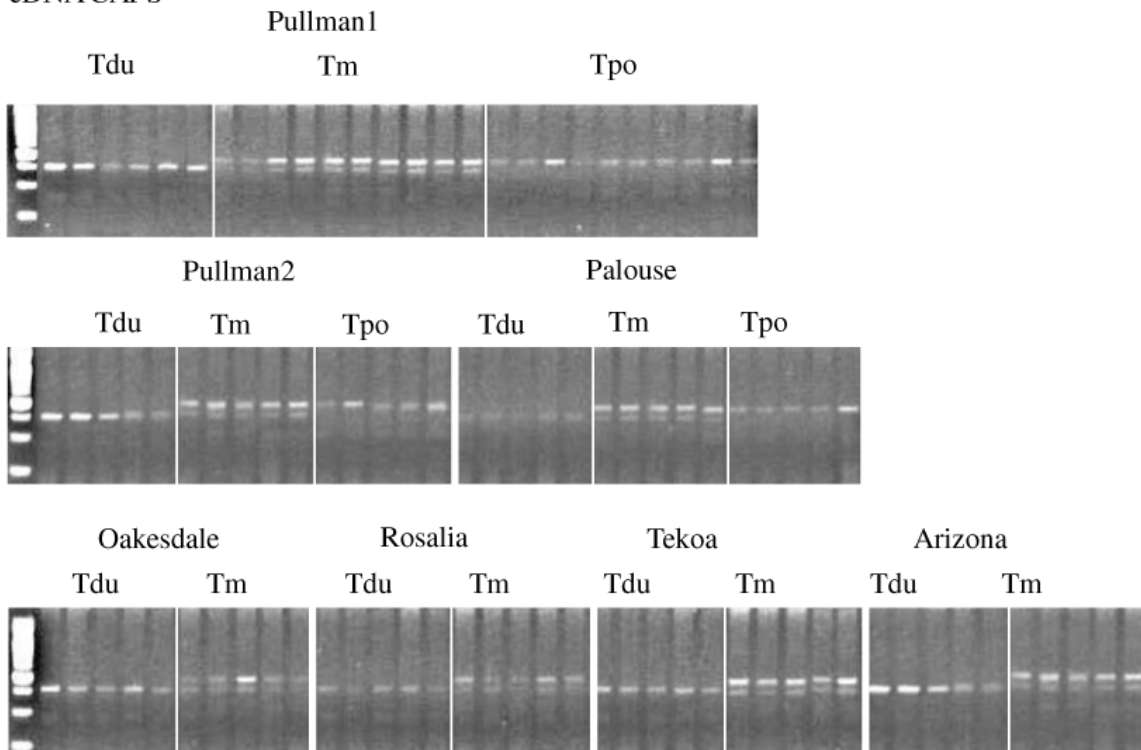 Pullman1
Tdu Tm Tpo
Pullman2 Palouse
Tdu Tm Tpo Tdu Tm Tpo
Oakesdale Rosalia Tekoa Arizona
Tdu Tm Tdu Tm Tdu Tm Tdu Tm